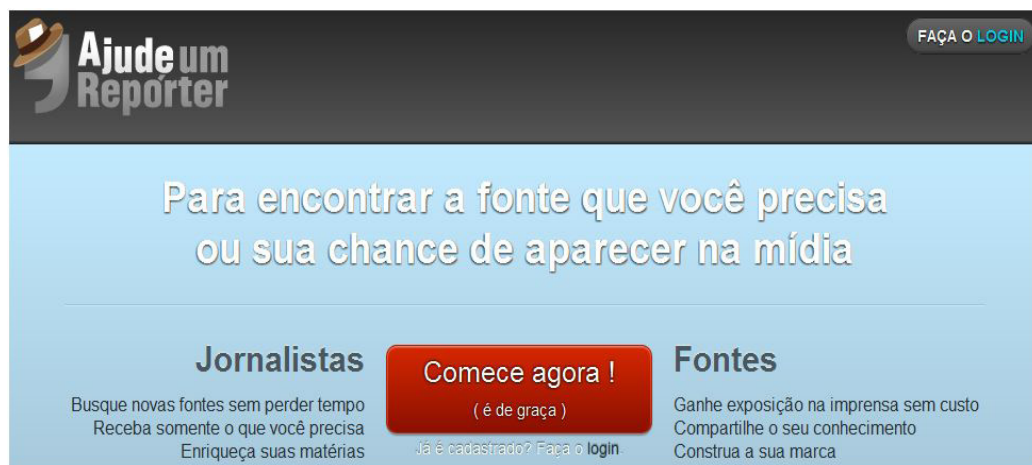 Ajude um
Repórter
FAÇA O LOGIN
Para encontrar a fonte que você precisa
ou sua chance de aparecer na mídia
Jornalistas
Busque novas fontes sem perder tempo
Receba somente o que você precisa
Enriqueça suas matérias
Comece agora !
( é de graça )
Já é cadastrado? Faça o login
Fontes
Ganhe exposição na imprensa sem custo
Compartilhe o seu conhecimento
Construa a sua marca